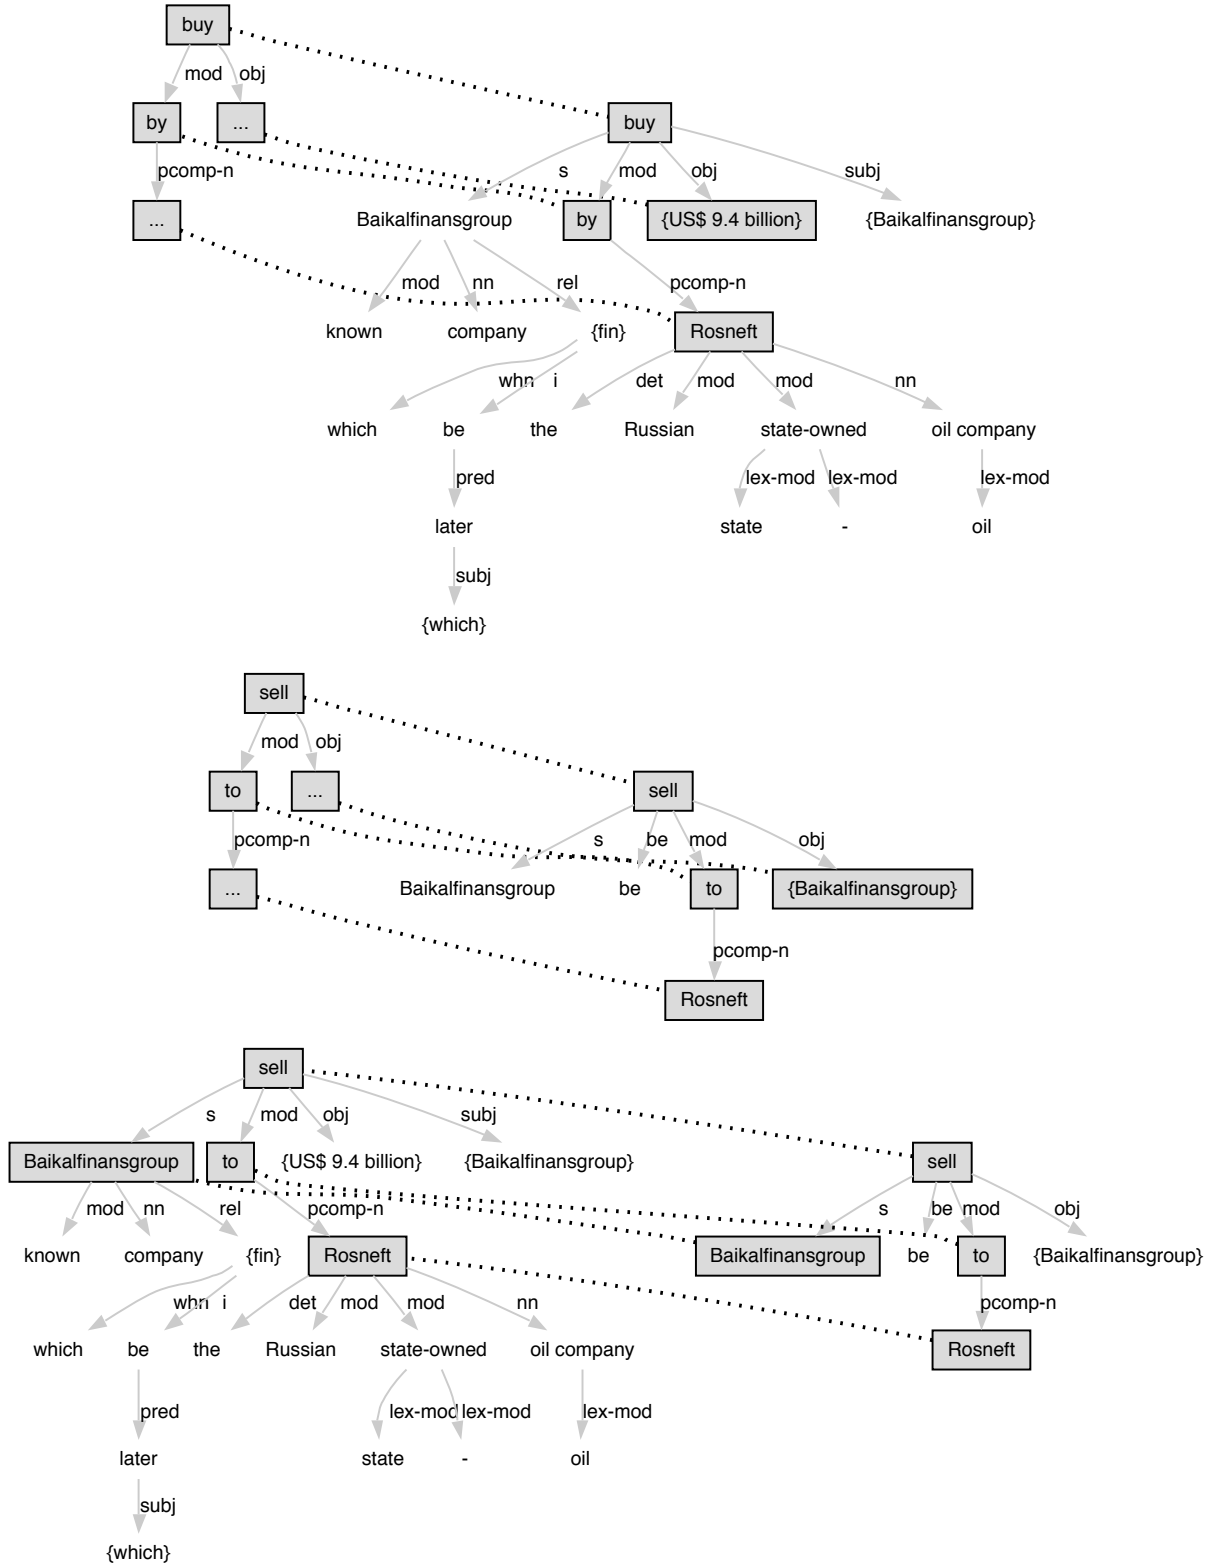 buy
mod obj
by ... buy
pcomp-n s mod obj subj
... Baikalfinansgroup by {US$ 9.4 billion} {Baikalfinansgroup}
mod nn rel pcomp-n
known company {fin} Rosneft
whn i det mod mod nn
which be the Russian state-owned oil company
pred lex-mod lex-mod lex-mod
later state - oil
subj
{which}
sell
mod obj
to ... sell
pcomp-n s be mod obj
... Baikalfinansgroup be to {Baikalfinansgroup}
pcomp-n
Rosneft
sell
s mod obj subj
Baikalfinansgroup to {US$ 9.4 billion} {Baikalfinansgroup} sell
mod nn rel pcomp-n s be mod obj
known company {fin} Rosneft Baikalfinansgroup be to {Baikalfinansgroup}
whn i det mod mod nn pcomp-n
which be the Russian state-owned oil company Rosneft
pred lex-mod lex-mod lex-mod
later state - oil
subj
{which}